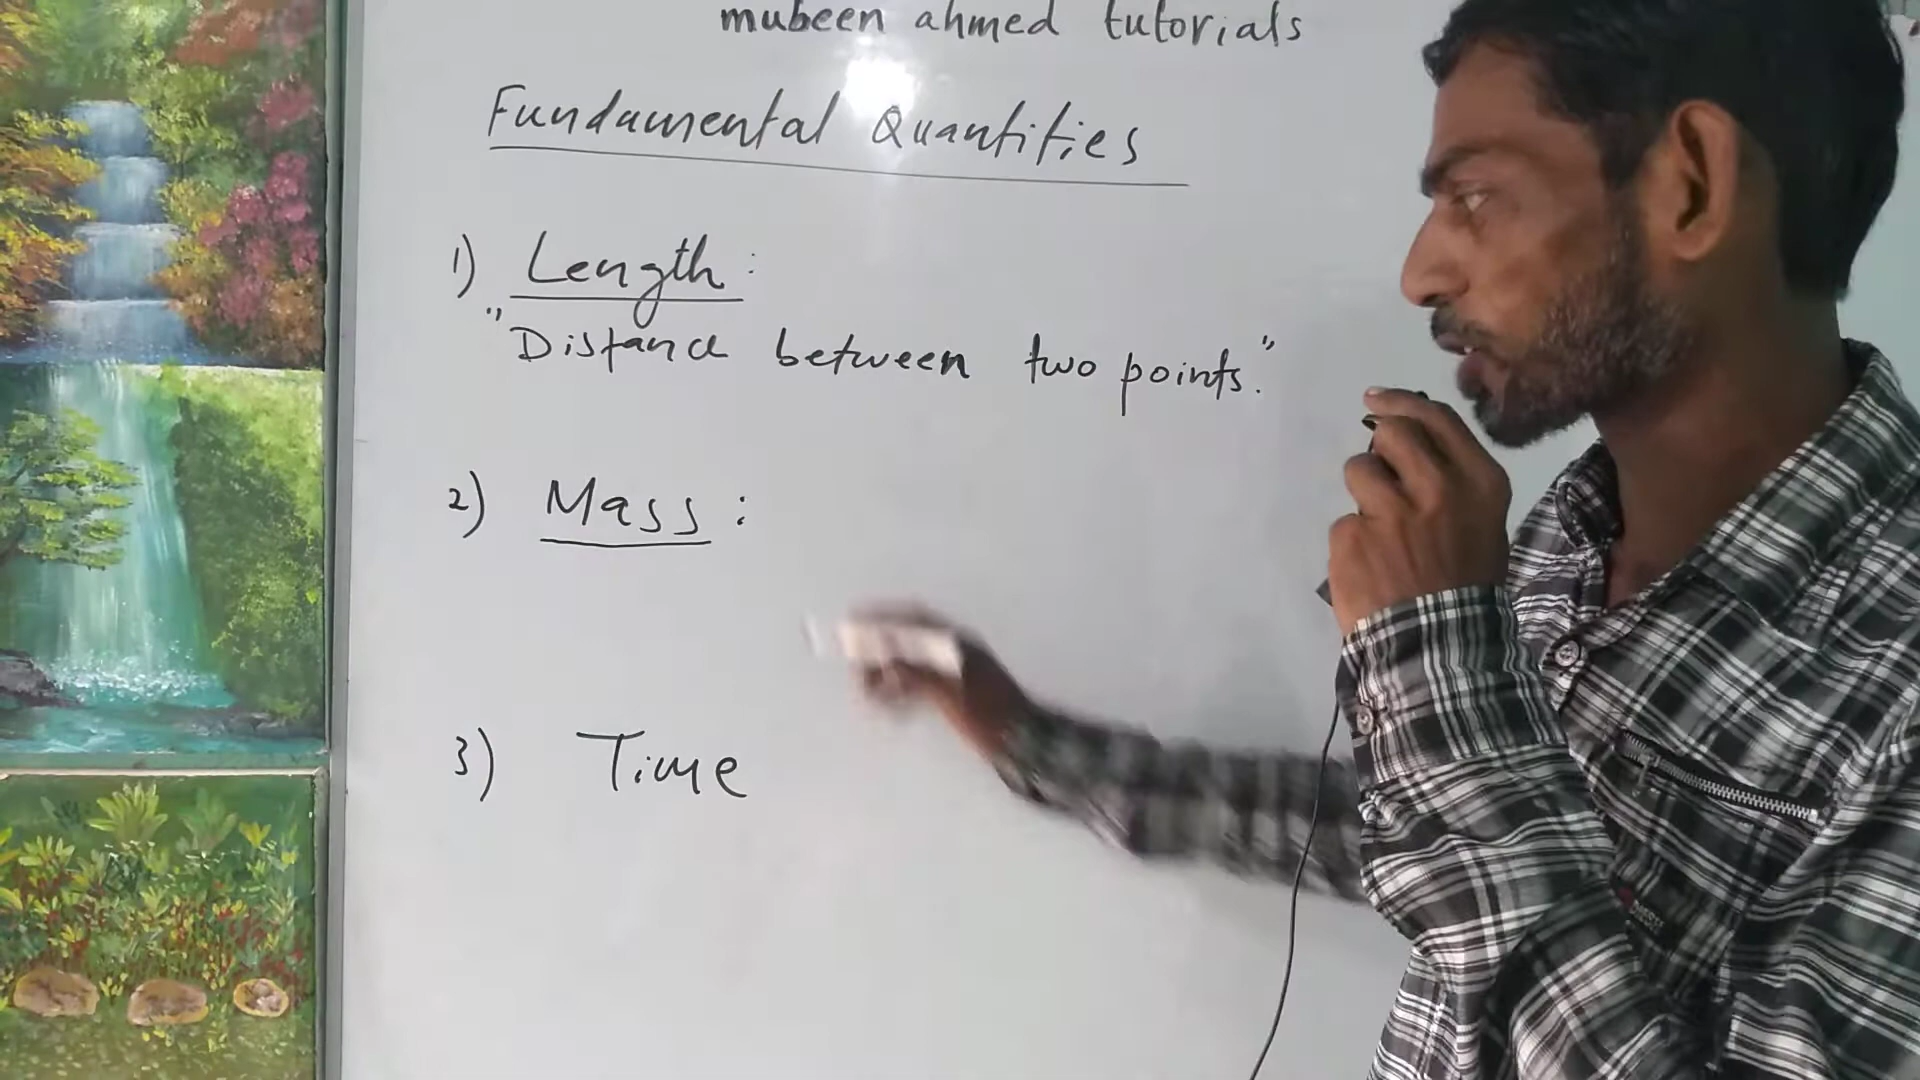 mubeen ahmed tutorials
Fundamental Quantities
1) Length:
"Distance between two points."
2) Mass:
3) Time